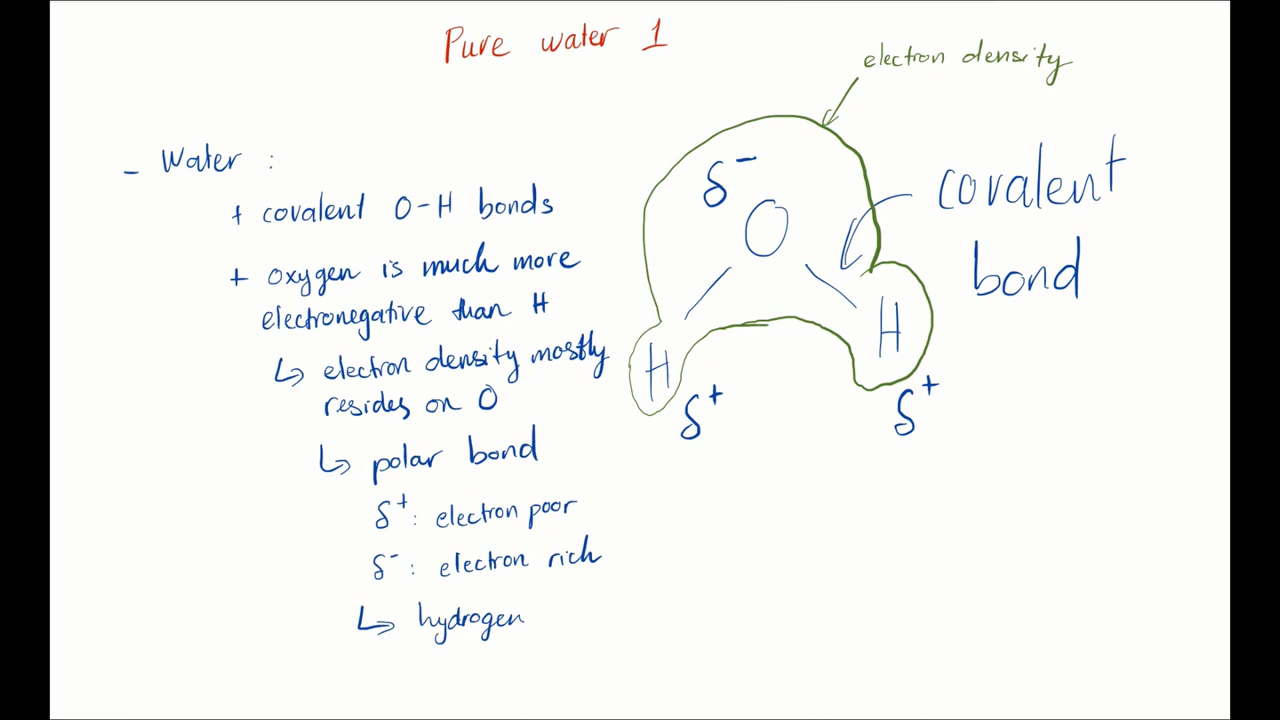 Pure water 1
electron density
- Water :
+ covalent O-H bonds
+ oxygen is much more
electronegative than H
↳ electron density mostly
resides on O
↳ polar bond
δ+ : electron poor
δ- : electron rich
↳ hydrogen
δ-
O
H
H
δ+
δ+
covalent
bond